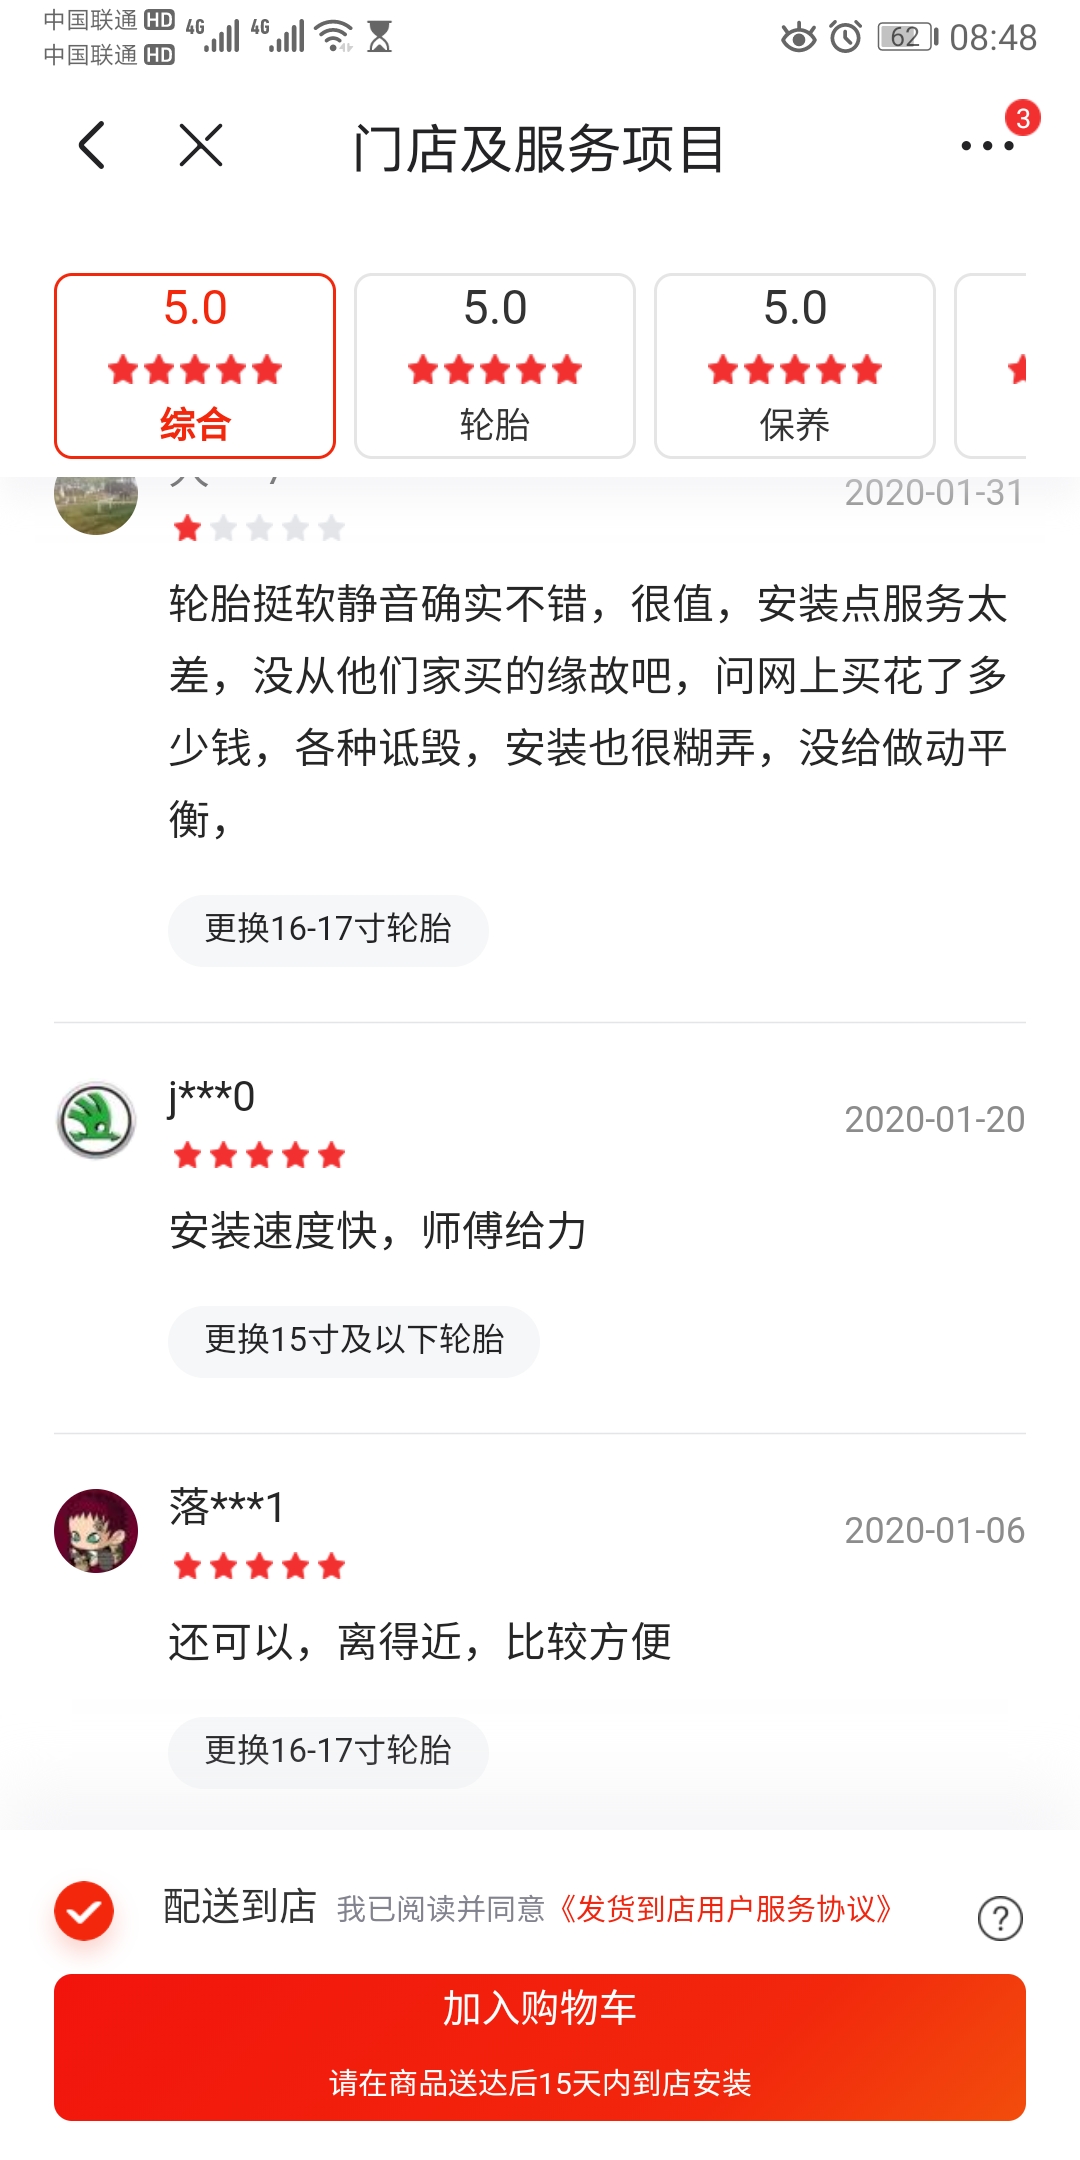 中国联通 HD 4G 4G 62 08:48
中国联通 HD
门店及服务项目
3
5.0 5.0 5.0
综合 轮胎 保养
2020-01-31
轮胎挺软静音确实不错，很值，安装点服务太
差，没从他们家买的缘故吧，问网上买花了多
少钱，各种诋毁，安装也很糊弄，没给做动平
衡，
更换16-17寸轮胎
j***0
2020-01-20
安装速度快，师傅给力
更换15寸及以下轮胎
落***1
2020-01-06
还可以，离得近，比较方便
更换16-17寸轮胎
配送到店 我已阅读并同意《发货到店用户服务协议》 ?
加入购物车
请在商品送达后15天内到店安装